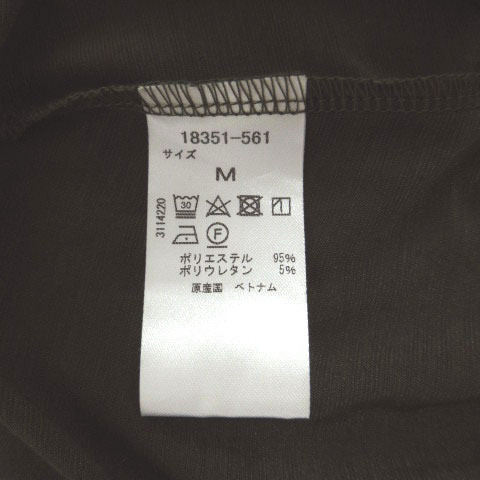 18351-561
サイズ
M
30
F
3114220
ポリエステル 95%
ポリウレタン 5%
原産国 ベトナム